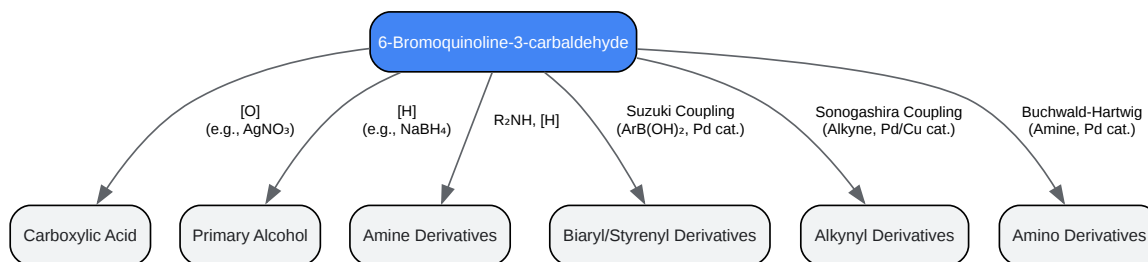 6-Bromoquinoline-3-carbaldehyde
[O]
(e.g., AgNO₃)
[H]
(e.g., NaBH₄)
R₂NH, [H]
Suzuki Coupling
(ArB(OH)₂, Pd cat.)
Sonogashira Coupling
(Alkyne, Pd/Cu cat.)
Buchwald-Hartwig
(Amine, Pd cat.)
Carboxylic Acid
Primary Alcohol
Amine Derivatives
Biaryl/Styrenyl Derivatives
Alkynyl Derivatives
Amino Derivatives